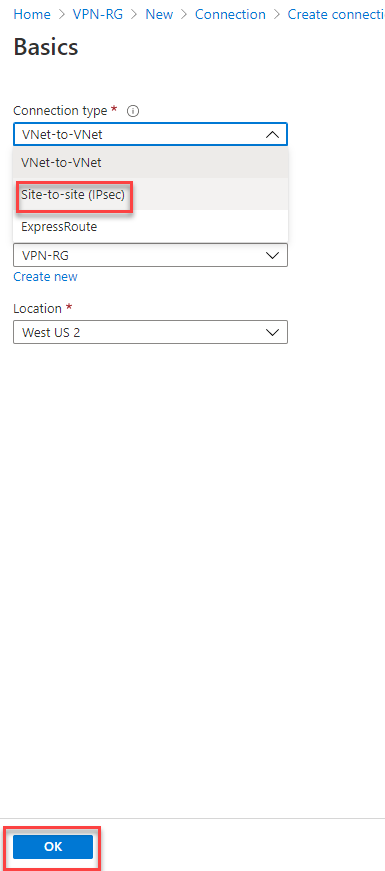 Home > VPN-RG > New > Connection > Create connecti
Basics
Connection type *
VNet-to-VNet
VNet-to-VNet
Site-to-site (IPsec)
ExpressRoute
VPN-RG
Create new
Location *
West US 2
OK